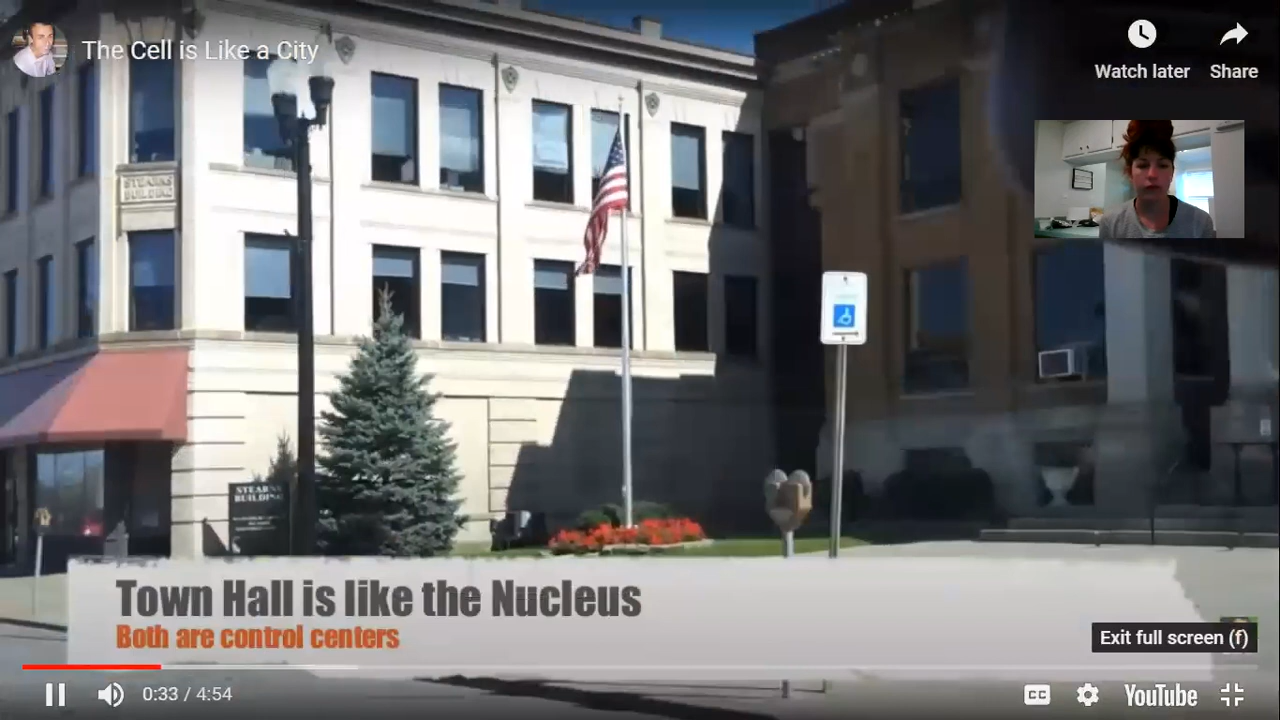 The Cell is Like a City
Watch later
Share
STEARNS
BUILDING
STEARNS
BUILDING
Town Hall is like the Nucleus
Both are control centers
Exit full screen (f)
0:33 / 4:54
CC
YouTube